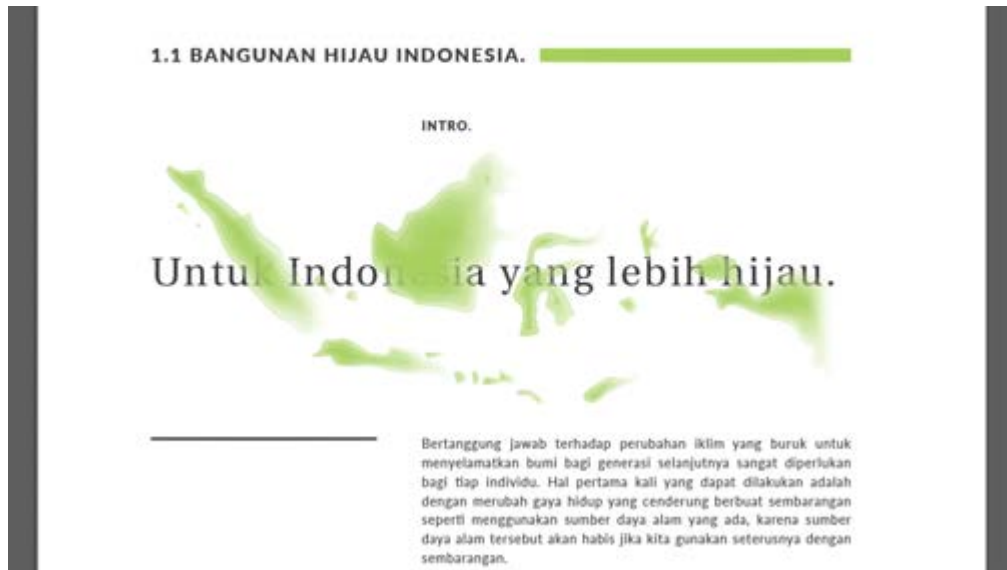 1.1 BANGUNAN HIJAU INDONESIA.
INTRO.
Untuk Indonesia yang lebih hijau.
Bertanggung jawab terhadap perubahan iklim yang buruk untuk
menyelamatkan bumi bagi generasi selanjutnya sangat diperlukan
bagi tiap individu. Hal pertama kali yang dapat dilakukan adalah
dengan merubah gaya hidup yang cenderung berbuat sembarangan
seperti menggunakan sumber daya alam yang ada, karena sumber
daya alam tersebut akan habis jika kita gunakan seterusnya dengan
sembarangan.